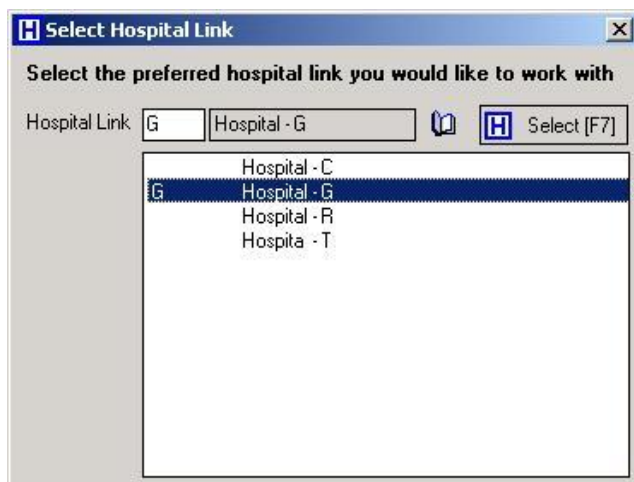 H Select Hospital Link
Select the preferred hospital link you would like to work with
Hospital Link G Hospital - G H Select [F7]
Hospital - C
G Hospital - G
Hospital - R
Hospita - T